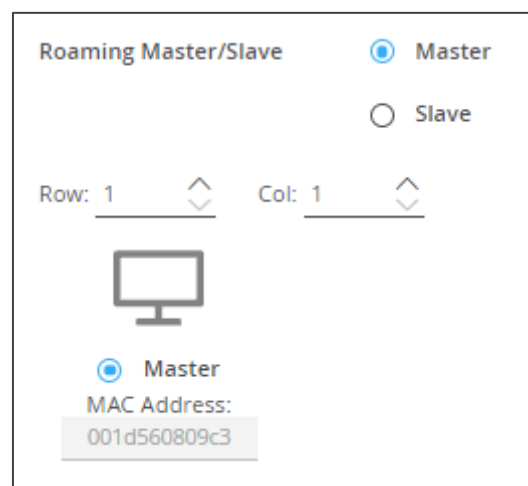 Roaming Master/Slave Master
Slave
Row: 1 Col: 1
Master
MAC Address:
001d560809c3